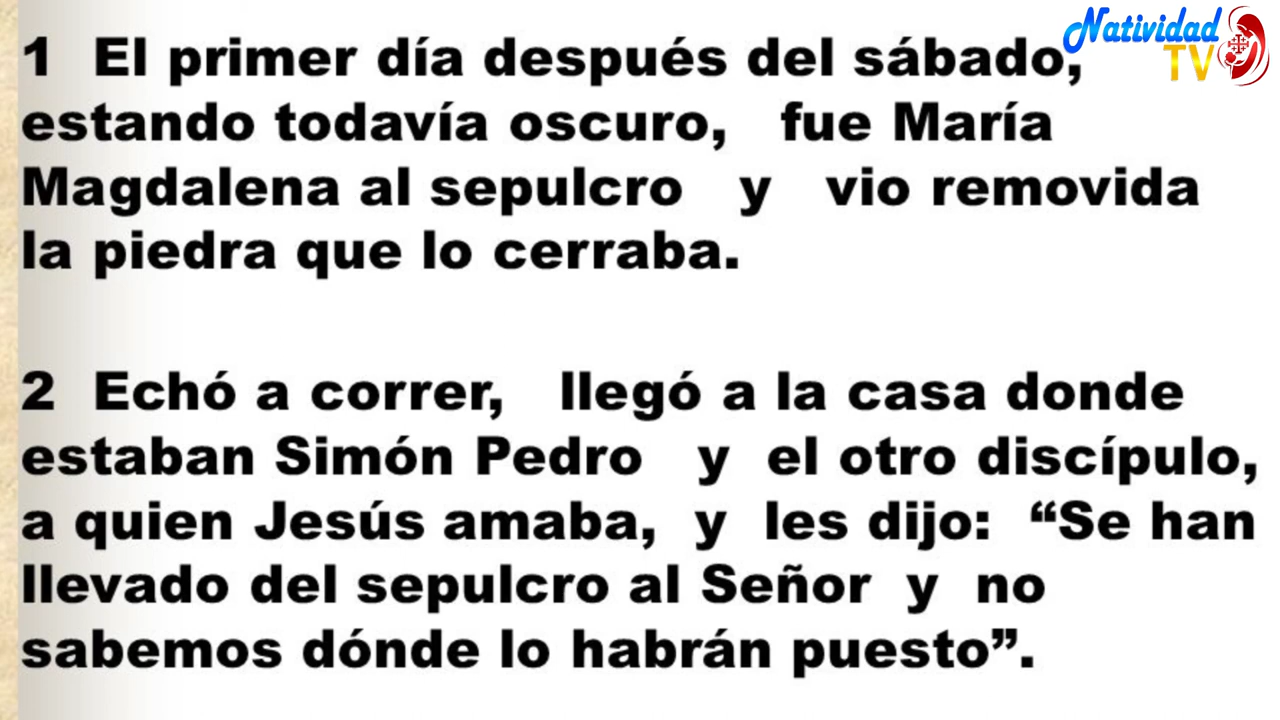 Natividad
TV
1 El primer día después del sábado,
estando todavía oscuro, fue María
Magdalena al sepulcro y vio removida
la piedra que lo cerraba.
2 Echó a correr, llegó a la casa donde
estaban Simón Pedro y el otro discípulo,
a quien Jesús amaba, y les dijo: “Se han
llevado del sepulcro al Señor y no
sabemos dónde lo habrán puesto”.